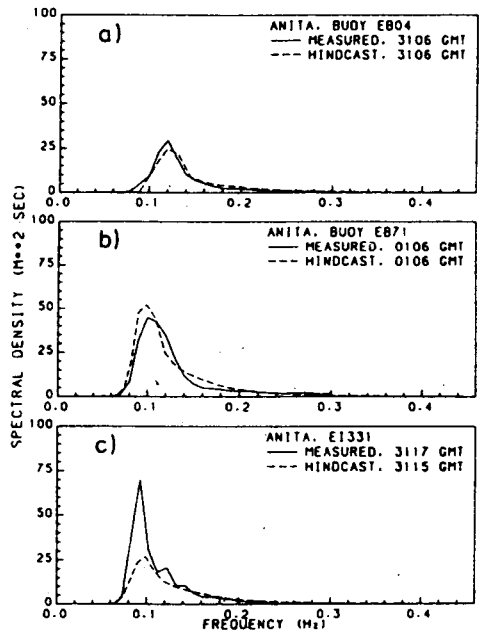 a)
ANITA, BUOY EB04
MEASURED, 3106 GMT
HINDCAST, 3106 GMT
100
75
50
25
0
0.0
0.1
0.2
0.3
0.4
b)
ANITA, BUOY EB71
MEASURED, 0106 GMT
HINDCAST, 0106 GMT
100
75
50
25
0
0.0
0.1
0.2
0.3
0.4
SPECTRAL DENSITY (M**2 SEC)
c)
ANITA, EI331
MEASURED, 3117 GMT
HINDCAST, 3115 GMT
100
75
50
25
0
0.0
0.1
0.2
0.3
0.4
FREQUENCY (Hz)